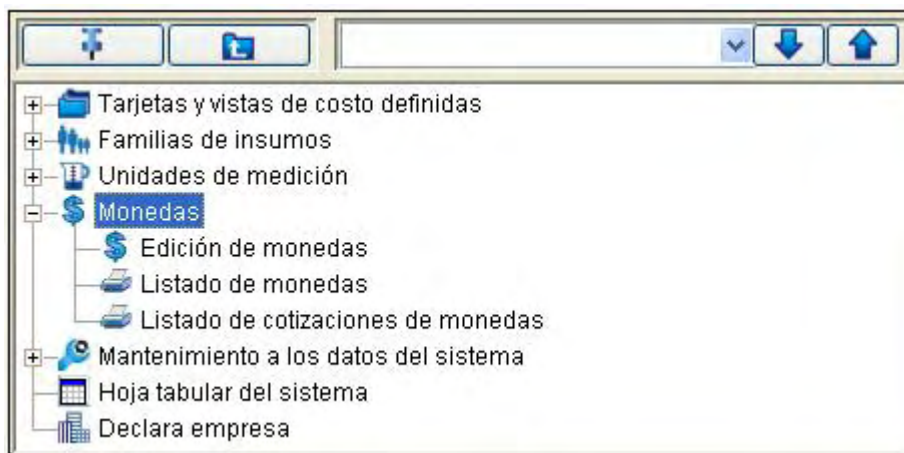 Tarjetas y vistas de costo definidas
Familias de insumos
Unidades de medición
Monedas
Edición de monedas
Listado de monedas
Listado de cotizaciones de monedas
Mantenimiento a los datos del sistema
Hoja tabular del sistema
Declara empresa